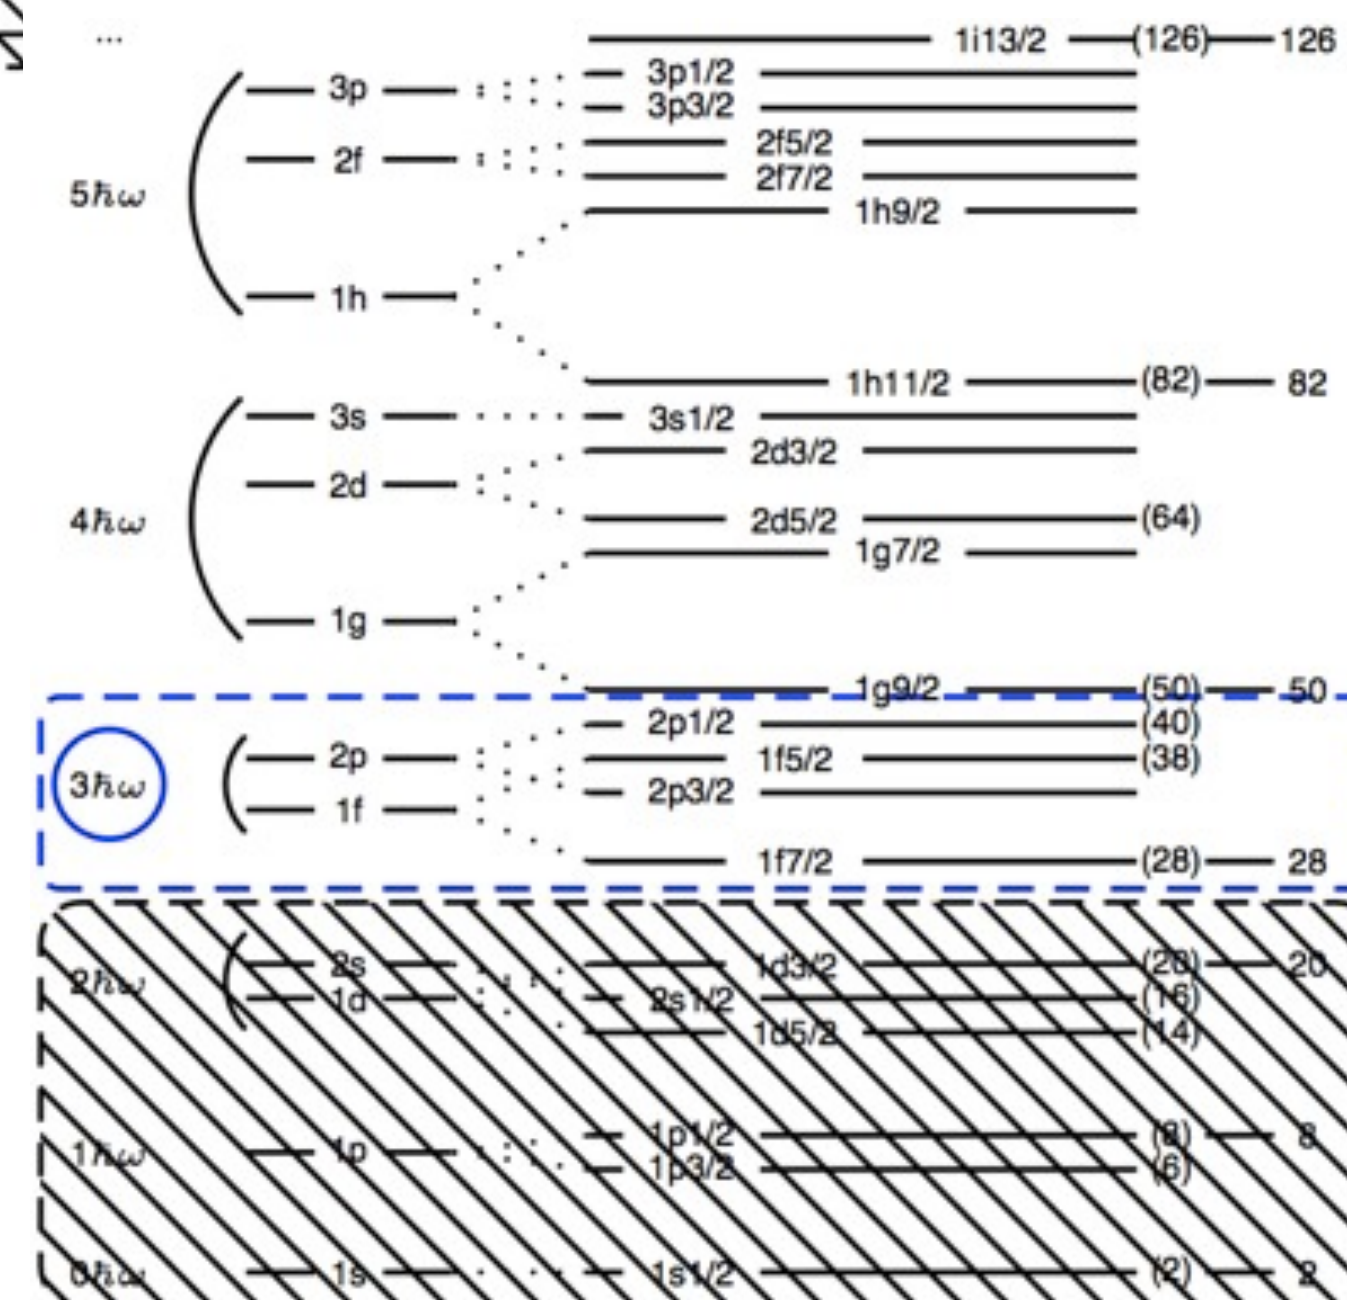 ...
1i13/2 (126) 126
3p 3p1/2
3p3/2
2f 2f5/2
2f7/2
5ℏω
1h9/2
1h
1h11/2 (82) 82
3s 3s1/2
2d3/2
2d
4ℏω 2d5/2 (64)
1g7/2
1g
1g9/2 (50) 50
2p1/2 (40)
2p 1f5/2 (38)
3ℏω 2p3/2
1f
1f7/2 (28) 28
2s 1d3/2 (20) 20
2ℏω
1d 2s1/2 (16)
1d5/2 (14)
1p1/2 (8) 8
1ℏω 1p
1p3/2 (6)
0ℏω 1s 1s1/2 (2) 2